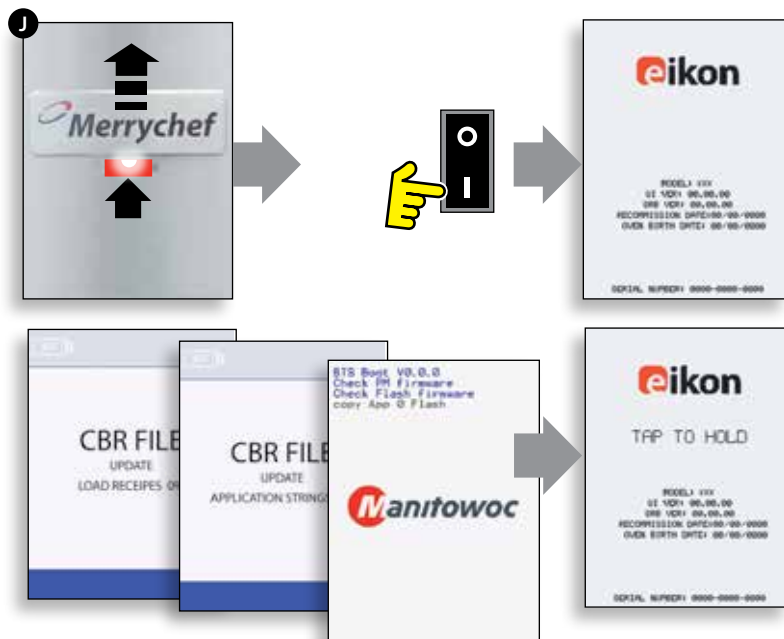 J
Merrychef
eikon
MODEL: XXX
UI VER: 00.00.00
SRB VER: 00.00.00
RECOMMISSION DATE:00/00/0000
OVEN BIRTH DATE: 00/00/0000
SERIAL NUMBER: 0000-0000-0000
CBR FILE
UPDATE
LOAD RECEIPES
CBR FILE
UPDATE
APPLICATION STRINGS
BTS Boot V0.0.0
Check PM firmware
Check Flash firmware
copy App 0 Flash
Manitowoc
eikon
TAP TO HOLD
MODEL: XXX
UI VER: 00.00.00
SRB VER: 00.00.00
RECOMMISSION DATE:00/00/0000
OVEN BIRTH DATE: 00/00/0000
SERIAL NUMBER: 0000-0000-0000